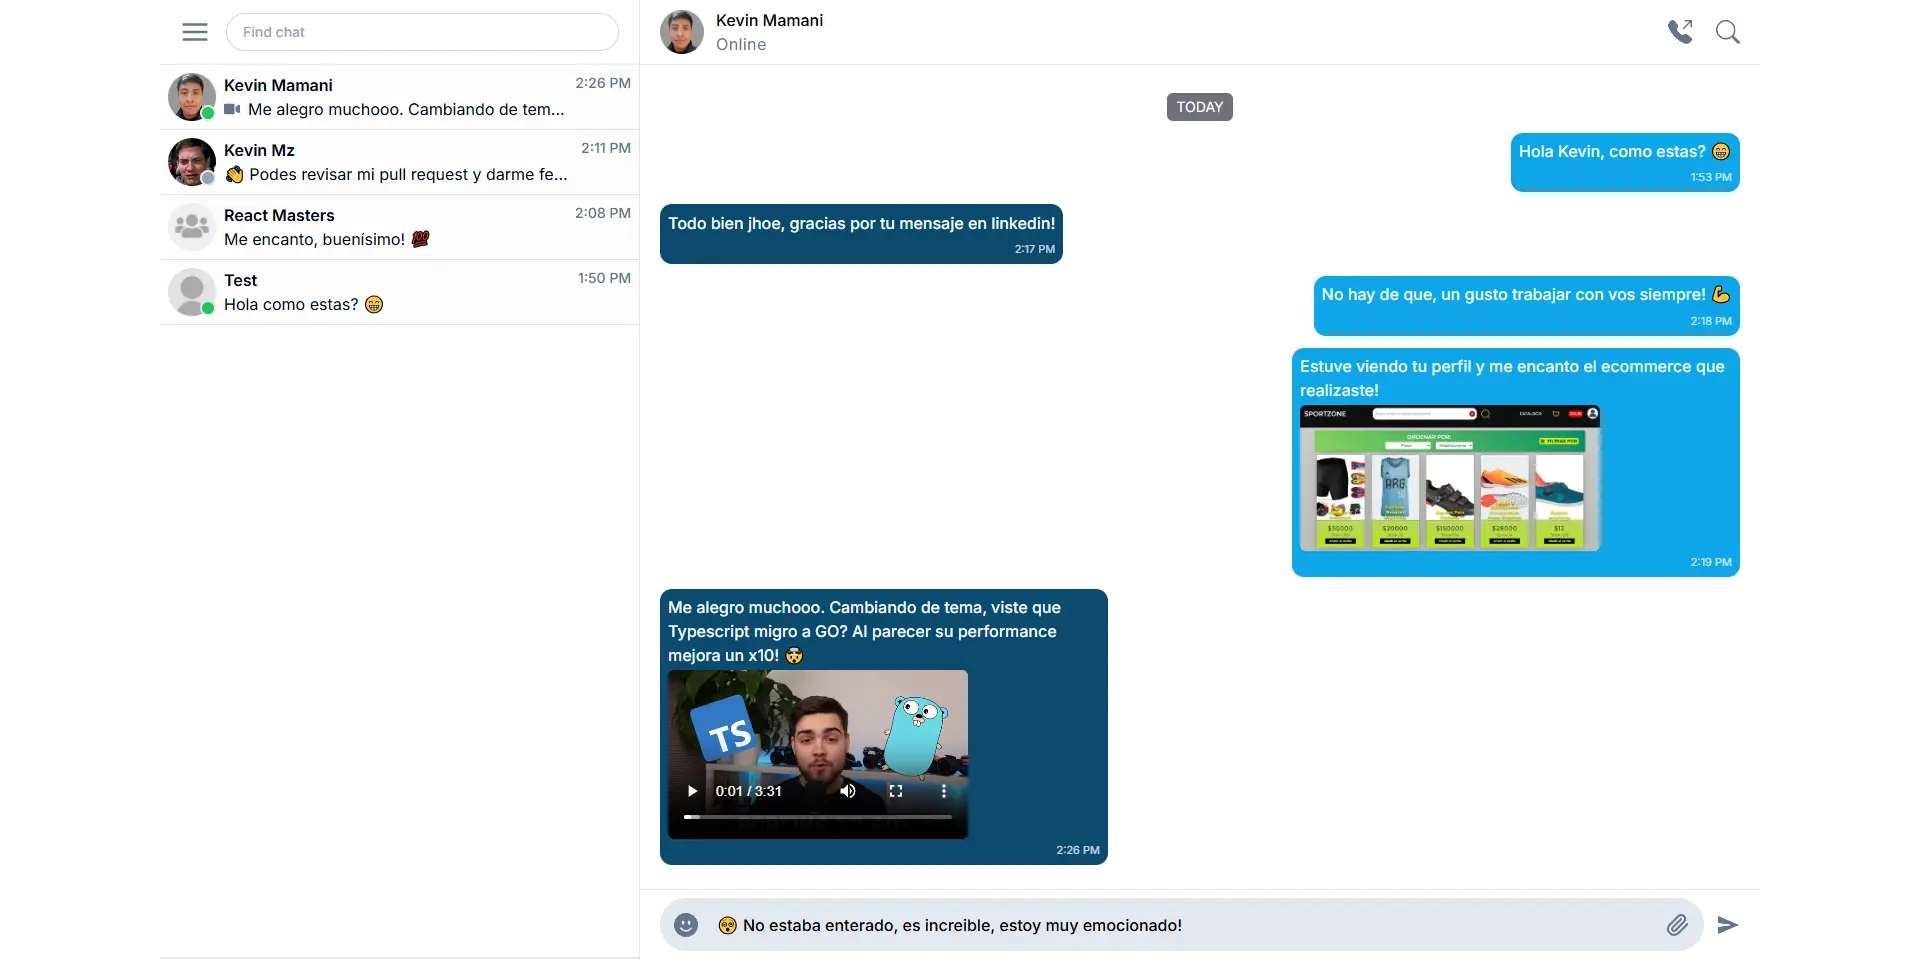 Find chat
Kevin Mamani
2:26 PM
Me alegro muchooo. Cambiando de tem...
Kevin Mz
2:11 PM
👏 Podes revisar mi pull request y darme fe...
React Masters
2:08 PM
Me encanto, buenísimo! 💯
Test
1:50 PM
Hola como estas? 😁
Kevin Mamani
Online
TODAY
Hola Kevin, como estas? 😁
1:53 PM
Todo bien jhoe, gracias por tu mensaje en linkedin!
2:17 PM
No hay de que, un gusto trabajar con vos siempre! 💪
2:18 PM
Estuve viendo tu perfil y me encanto el ecommerce que
realizaste!
SPORTZONE
CATALOGO
ORDENAR POR:
FILTRAR POR
ARG
$50000
$20000
$150000
$26000
$12
2:19 PM
Me alegro muchooo. Cambiando de tema, viste que
Typescript migro a GO? Al parecer su performance
mejora un x10! 🤯
TS
0:01 / 3:31
2:26 PM
😵 No estaba enterado, es increible, estoy muy emocionado!